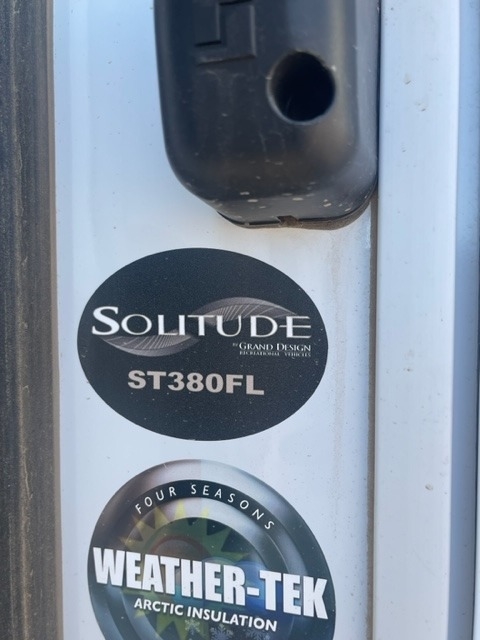 SOLITUDE
BY GRAND DESIGN
RECREATIONAL VEHICLES
ST380FL
FOUR SEASONS
WEATHER-TEK
ARCTIC INSULATION